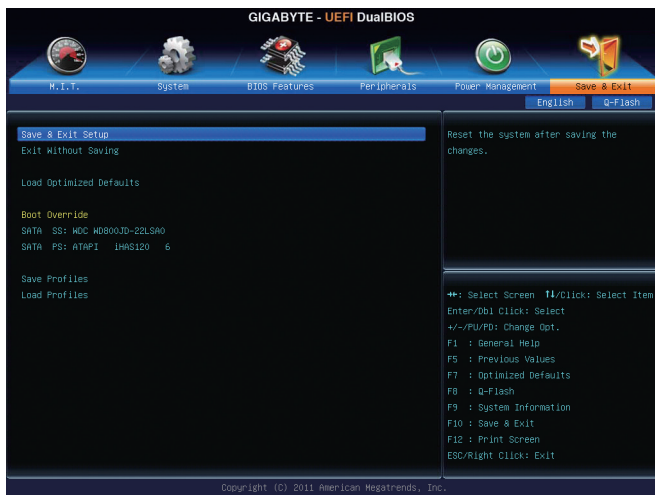 GIGABYTE - UEFI DualBIOS
M.I.T.
System
BIOS Features
Peripherals
Power Management
Save & Exit
English
Q-Flash
Save & Exit Setup
Exit Without Saving
Load Optimized Defaults
Boot Override
SATA SS: WDC WD800JD-22LSA0
SATA PS: ATAPI iHAS120 6
Save Profiles
Load Profiles
Reset the system after saving the
changes.
→←: Select Screen ↑↓/Click: Select Item
Enter/Dbl Click: Select
+/-/PU/PD: Change Opt.
F1 : General Help
F5 : Previous Values
F7 : Optimized Defaults
F8 : Q-Flash
F9 : System Information
F10 : Save & Exit
F12 : Print Screen
ESC/Right Click: Exit
Copyright (C) 2011 American Megatrends, Inc.